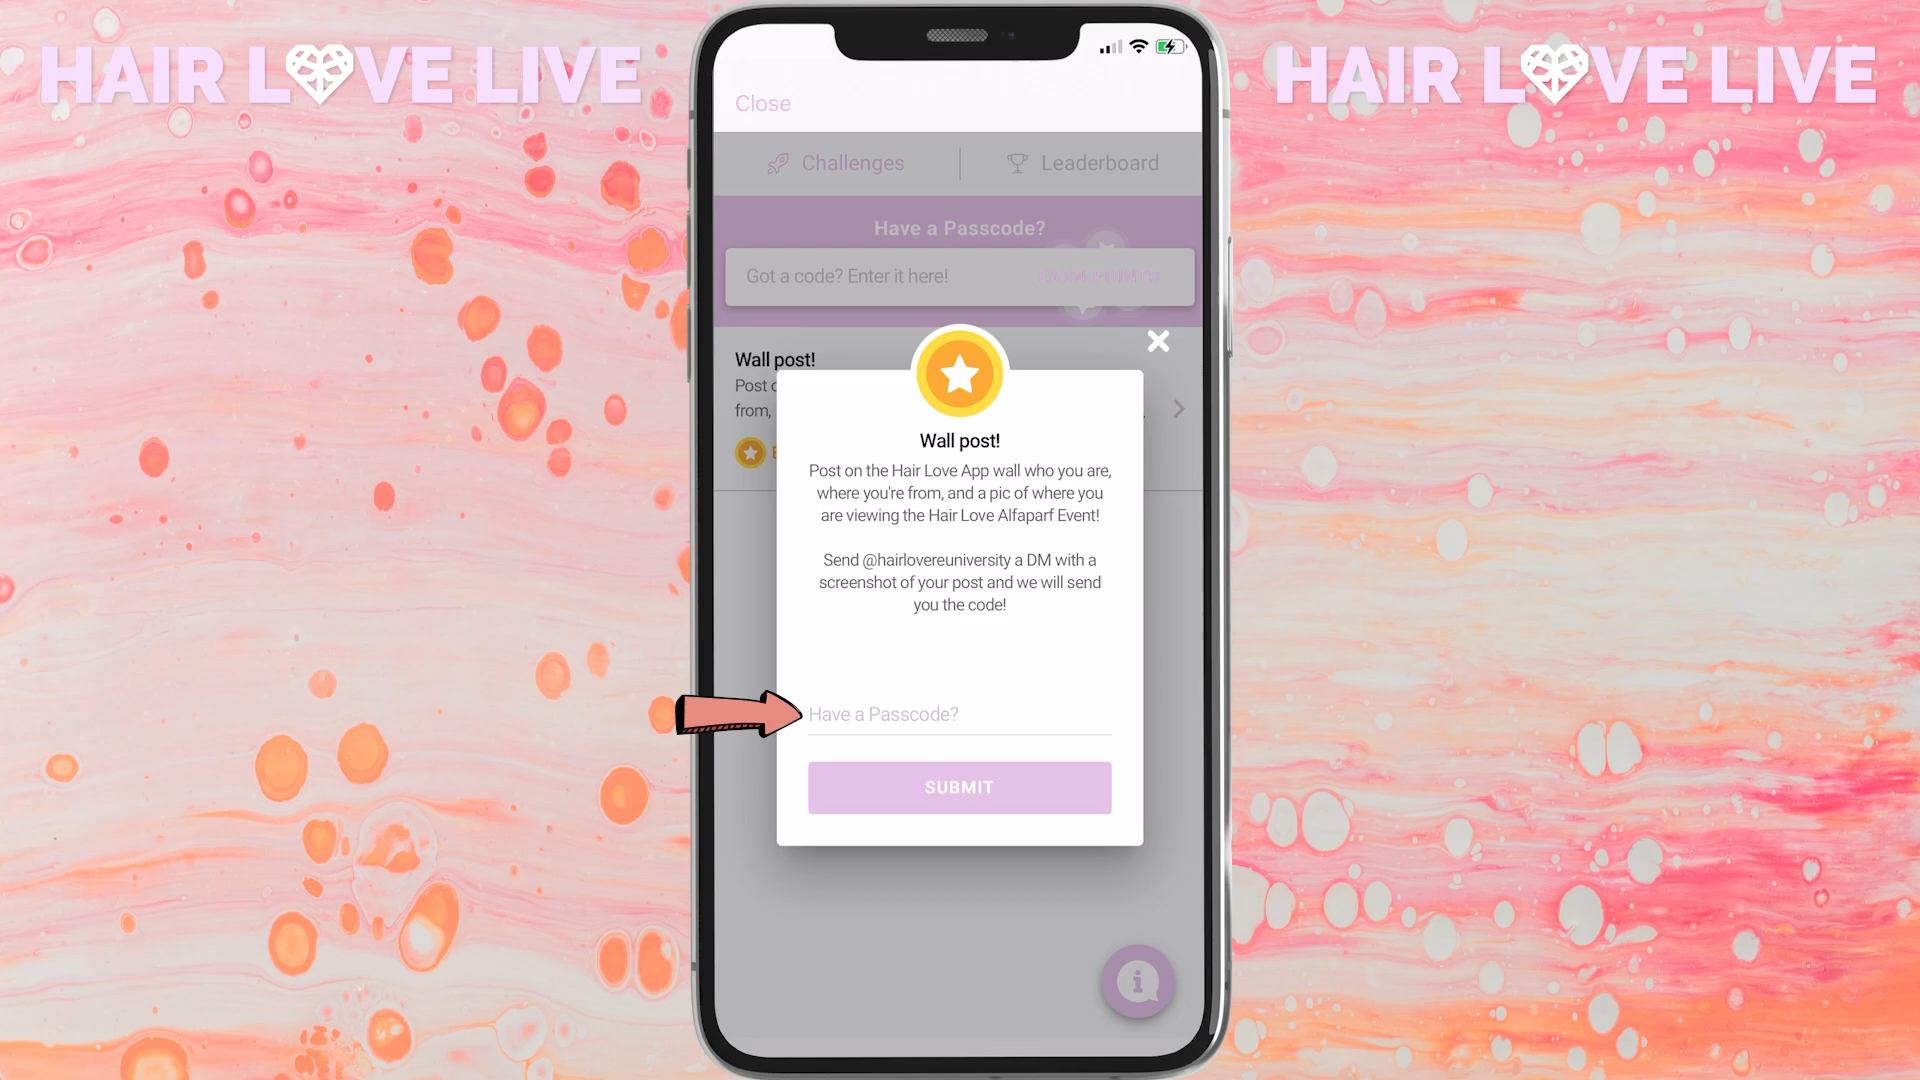 HAIR LOVE LIVE
HAIR LOVE LIVE
Close
Challenges
Leaderboard
Have a Passcode?
Got a code? Enter it here!
Wall post!
Post
from,
Wall post!
Post on the Hair Love App wall who you are,
where you're from, and a pic of where you
are viewing the Hair Love Alfaparf Event!
Send @hairlovereuniversity a DM with a
screenshot of your post and we will send
you the code!
Have a Passcode?
SUBMIT